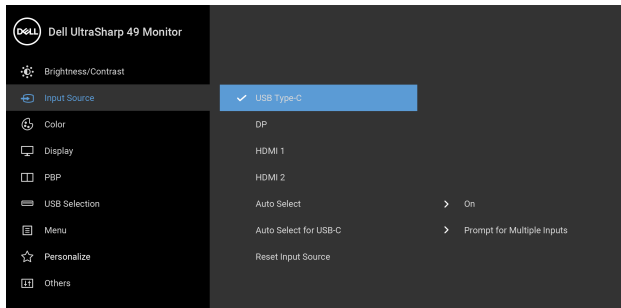 DELL Dell UltraSharp 49 Monitor
Brightness/Contrast
Input Source USB Type-C
Color DP
Display HDMI 1
PBP HDMI 2
USB Selection Auto Select On
Menu Auto Select for USB-C Prompt for Multiple Inputs
Personalize Reset Input Source
Others